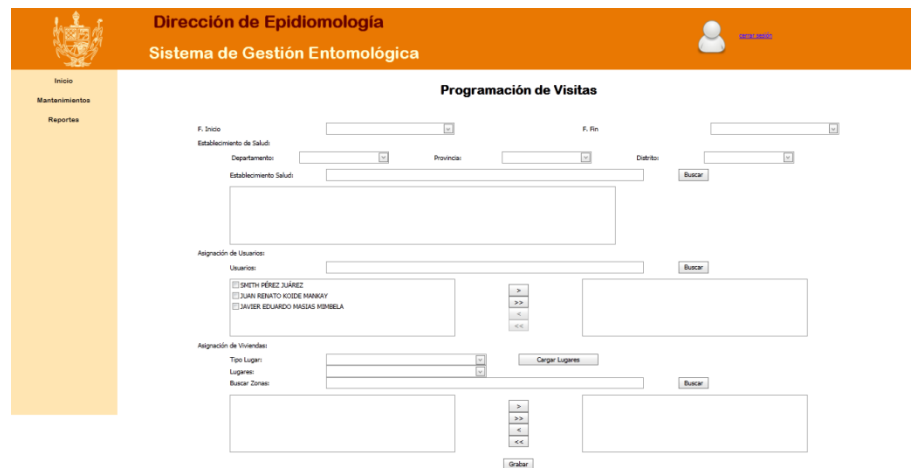 Dirección de Epidiomología
Sistema de Gestión Entomológica
cerrar sesión
Inicio
Mantenimientos
Reportes
Programación de Visitas
F. Inicio F. Fin
Establecimiento de Salud:
Departamento: Provincia: Distrito:
Establecimiento Salud: Buscar
Asignación de Usuarios:
Usuarios: Buscar
SMITH PÉREZ JUÁREZ
JUAN RENATO KOIDE MANKAY
JAVIER EDUARDO MASIAS MIMBELA
>
>>
<
<<
Asignación de Viviendas:
Tipo Lugar: Cargar Lugares
Lugares:
Buscar Zonas: Buscar
>
>>
<
<<
Grabar